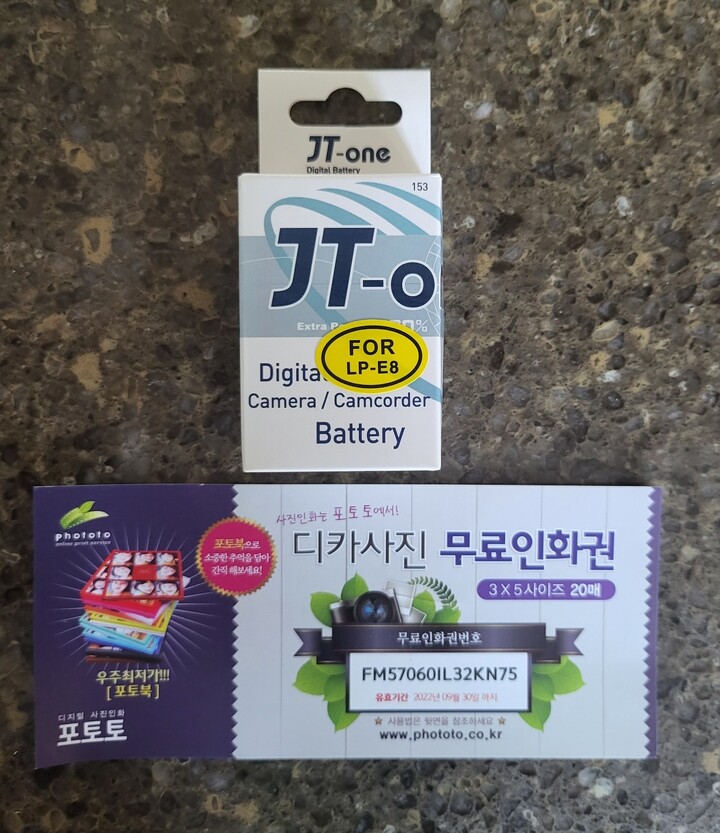 JT-one
Digital Battery
153
JT-o
Extra
%
FOR
LP-E8
Digita
Camera / Camcorder
Battery
phototo
online print service
포토북으로
소중한 추억을 담아
간직 해보세요!
우주최저가!!!
[ 포토북 ]
디지털 사진인화
포토토
사진인화는 포토토에서!
디카사진 무료인화권
3 X 5 사이즈 20매
무료인화권번호
FM57060IL32KN75
유효기간 2022년 09월 30일 까지
☆ 사용법은 뒷면을 참조하세요 ☆
www.phototo.co.kr